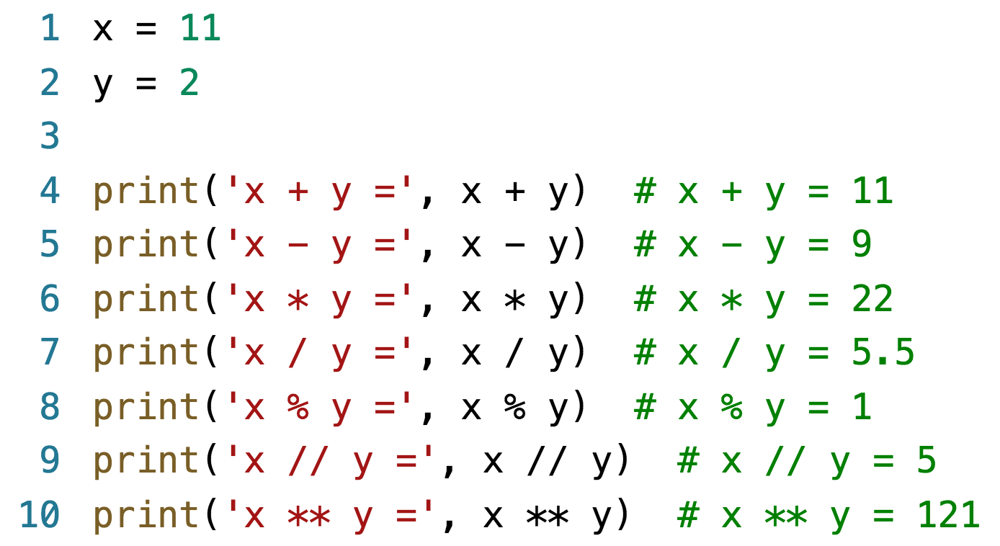 1 x = 11
2 y = 2
3
4 print('x + y =', x + y)  # x + y = 11
5 print('x - y =', x - y)  # x - y = 9
6 print('x * y =', x * y)  # x * y = 22
7 print('x / y =', x / y)  # x / y = 5.5
8 print('x % y =', x % y)  # x % y = 1
9 print('x // y =', x // y)  # x // y = 5
10 print('x ** y =', x ** y)  # x ** y = 121